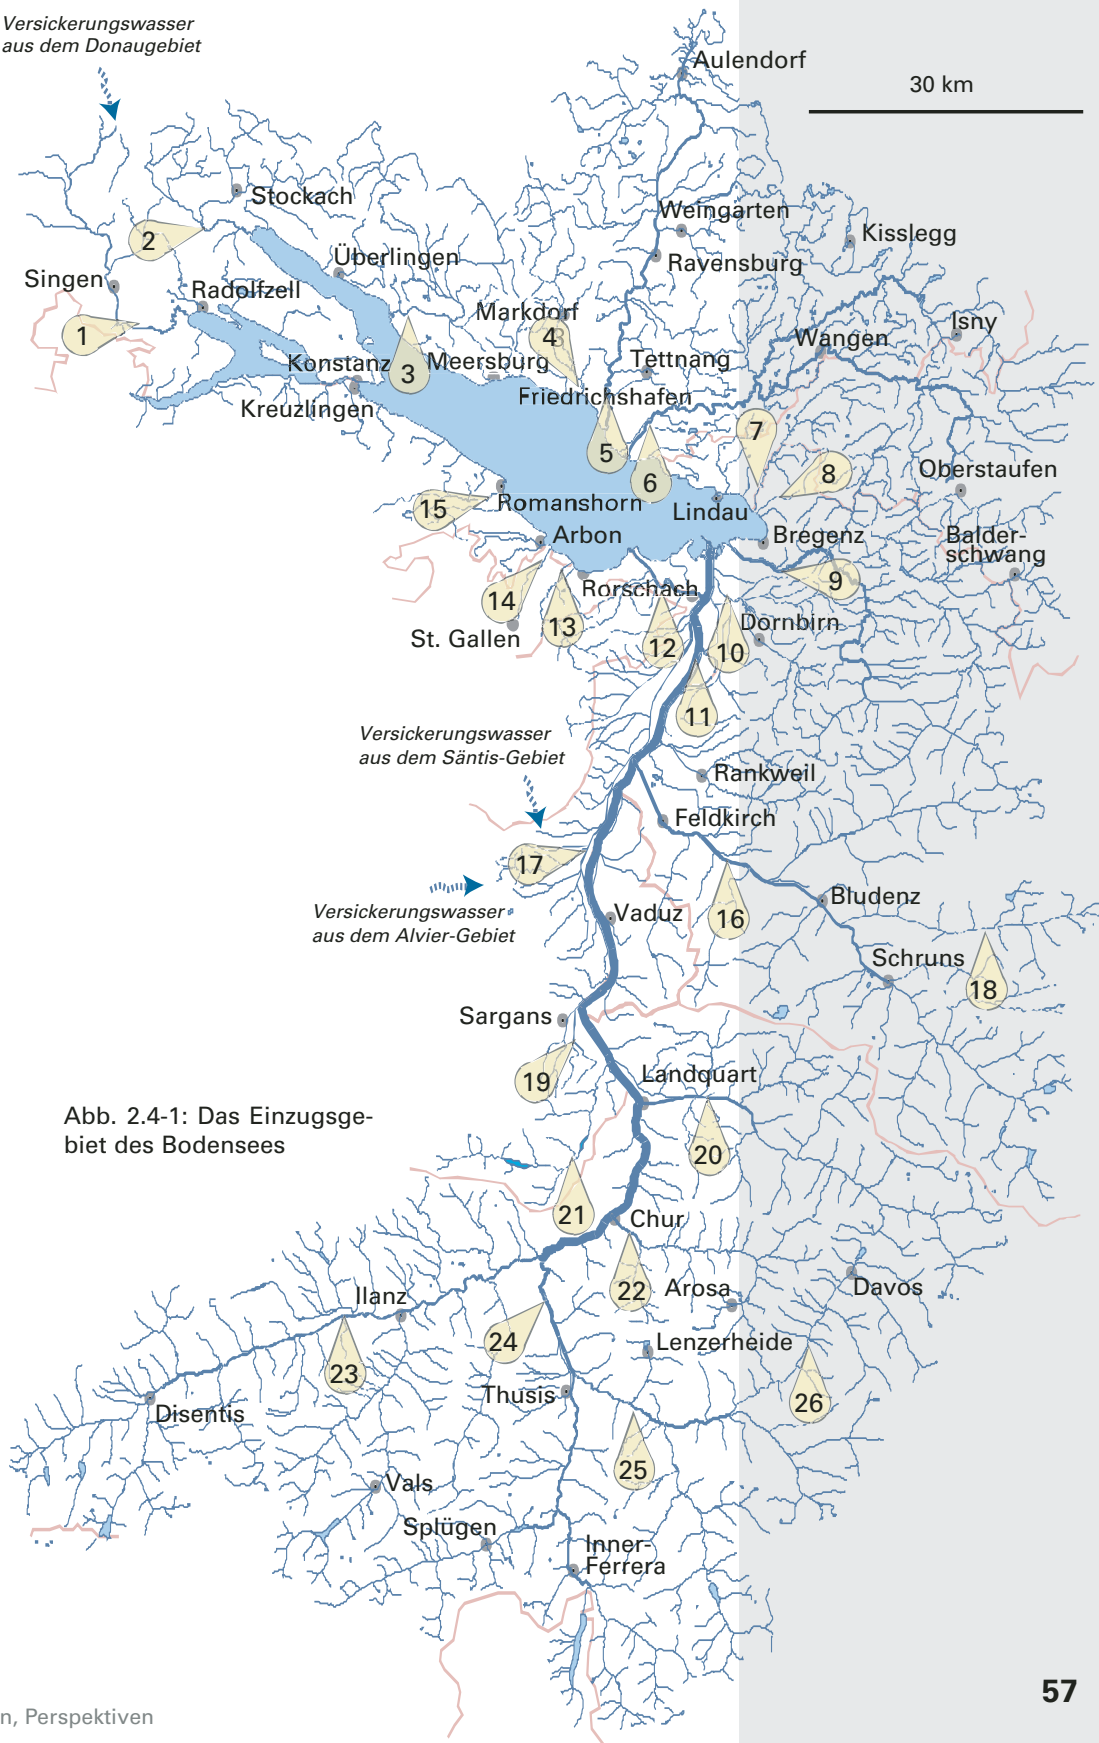 Versickerungswasser
aus dem Donaugebiet
Aulendorf
30 km
Stockach
Weingarten
Kisslegg
2
Überlingen
Ravensburg
Singen
Radolfzell
Markdorf
Isny
1
4
Wangen
Konstanz
Meersburg
Tettnang
3
Kreuzlingen
Friedrichshafen
7
5
8
Oberstaufen
6
15
Romanshorn
Lindau
Arbon
Bregenz
Balder-
schwang
9
14
Rorschach
13
Dornbirn
St. Gallen
12
10
11
Versickerungswasser
aus dem Säntis-Gebiet
Rankweil
Feldkirch
17
Versickerungswasser
aus dem Alvier-Gebiet
Vaduz
16
Bludenz
Schruns
18
Sargans
19
Landquart
Abb. 2.4-1: Das Einzugsge-
biet des Bodensees
20
21
Chur
22
Arosa
Davos
Ilanz
24
Lenzerheide
23
Thusis
26
Disentis
25
Vals
Splügen
Inner-
Ferrera
57
n, Perspektiven